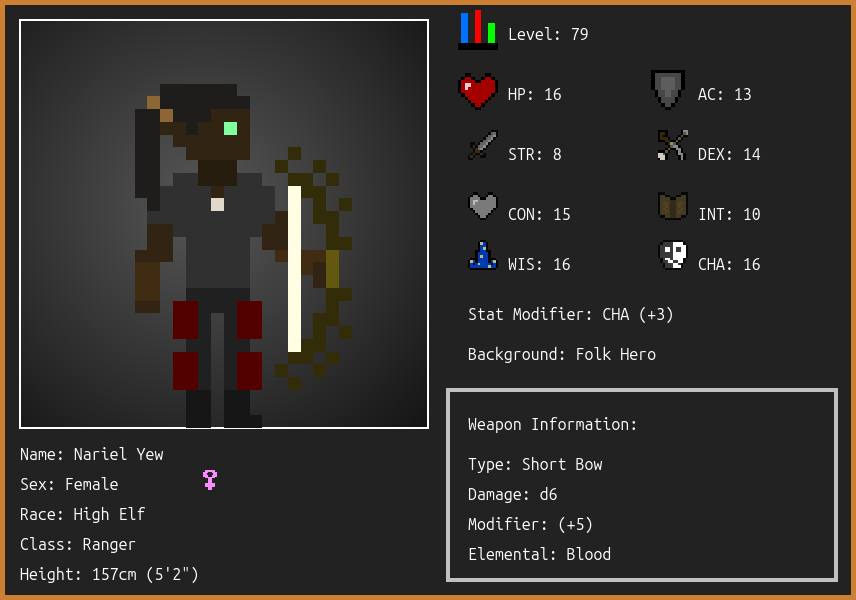 Level: 79
HP: 16
AC: 13
STR: 8
DEX: 14
CON: 15
INT: 10
WIS: 16
CHA: 16
Stat Modifier: CHA (+3)
Background: Folk Hero
Weapon Information:
Type: Short Bow
Damage: d6
Modifier: (+5)
Elemental: Blood
Name: Nariel Yew
Sex: Female
Race: High Elf
Class: Ranger
Height: 157cm (5'2")